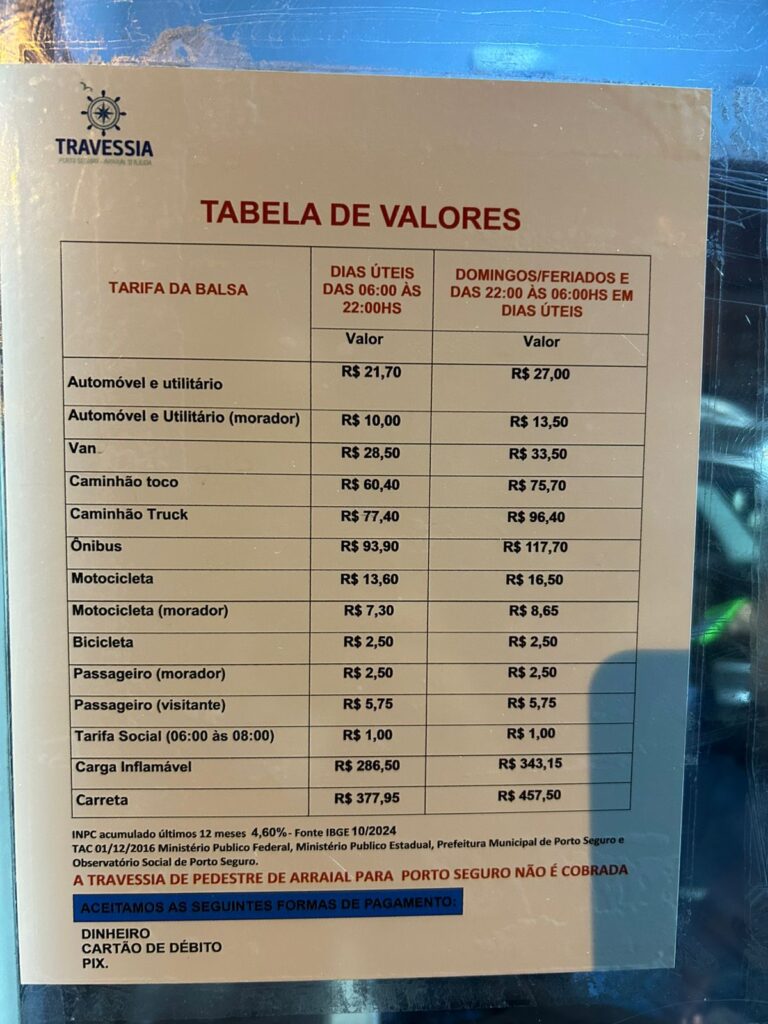 TRAVESSIA
PORTO SEGURO - ARRAIAL D'AJUDA
TABELA DE VALORES
TARIFA DA BALSA
DIAS ÚTEIS
DAS 06:00 ÀS
22:00HS
DOMINGOS/FERIADOS E
DAS 22:00 ÀS 06:00HS EM
DIAS ÚTEIS
Valor Valor
Automóvel e utilitário R$ 21,70 R$ 27,00
Automóvel e Utilitário (morador) R$ 10,00 R$ 13,50
Van R$ 28,50 R$ 33,50
Caminhão toco R$ 60,40 R$ 75,70
Caminhão Truck R$ 77,40 R$ 96,40
Ônibus R$ 93,90 R$ 117,70
Motocicleta R$ 13,60 R$ 16,50
Motocicleta (morador) R$ 7,30 R$ 8,65
Bicicleta R$ 2,50 R$ 2,50
Passageiro (morador) R$ 2,50 R$ 2,50
Passageiro (visitante) R$ 5,75 R$ 5,75
Tarifa Social (06:00 às 08:00) R$ 1,00 R$ 1,00
Carga Inflamável R$ 286,50 R$ 343,15
Carreta R$ 377,95 R$ 457,50
INPC acumulado últimos 12 meses 4,60% - Fonte IBGE 10/2024
TAC 01/12/2016 Ministério Publico Federal, Ministério Publico Estadual, Prefeitura Municipal de Porto Seguro e
Observatório Social de Porto Seguro.
A TRAVESSIA DE PEDESTRE DE ARRAIAL PARA PORTO SEGURO NÃO É COBRADA
ACEITAMOS AS SEGUINTES FORMAS DE PAGAMENTO:
DINHEIRO
CARTÃO DE DÉBITO
PIX.